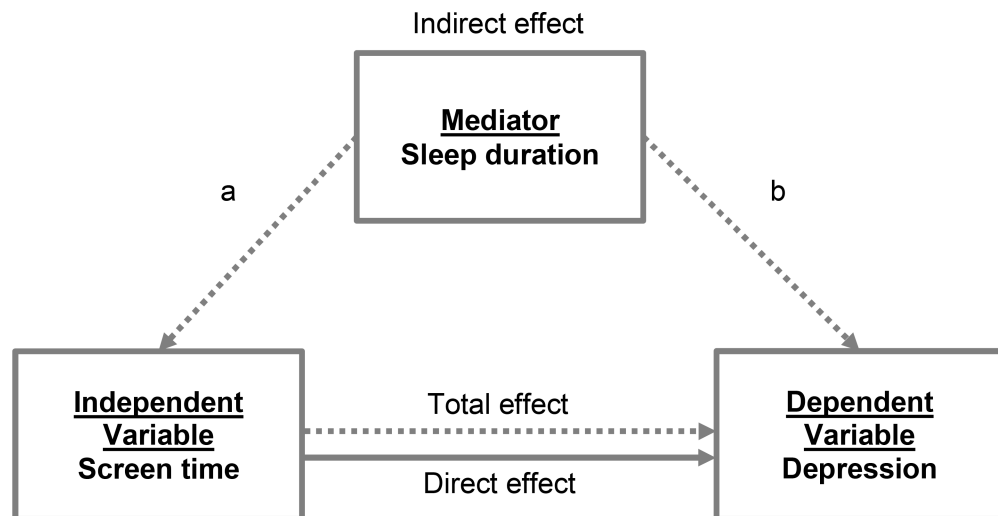 Indirect effect
Mediator
Sleep duration
a
b
Independent
Variable
Screen time
Total effect
Direct effect
Dependent
Variable
Depression